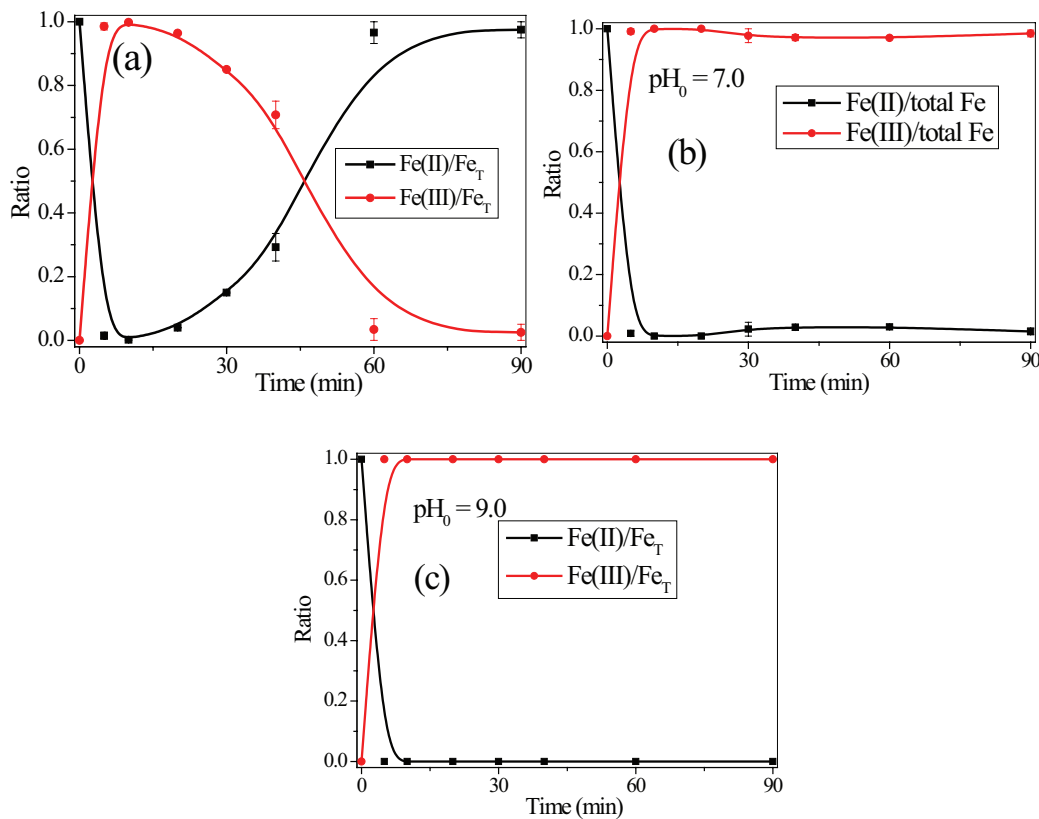 (a)
Ratio
1.0
0.8
0.6
0.4
0.2
0.0
Fe(II)/Fe_T
Fe(III)/Fe_T
0 30 60 90
Time (min)
(b)
pH₀ = 7.0
Ratio
1.0
0.8
0.6
0.4
0.2
0.0
Fe(II)/total Fe
Fe(III)/total Fe
0 30 60 90
Time (min)
(c)
pH₀ = 9.0
Ratio
1.0
0.8
0.6
0.4
0.2
0.0
Fe(II)/Fe_T
Fe(III)/Fe_T
0 30 60 90
Time (min)